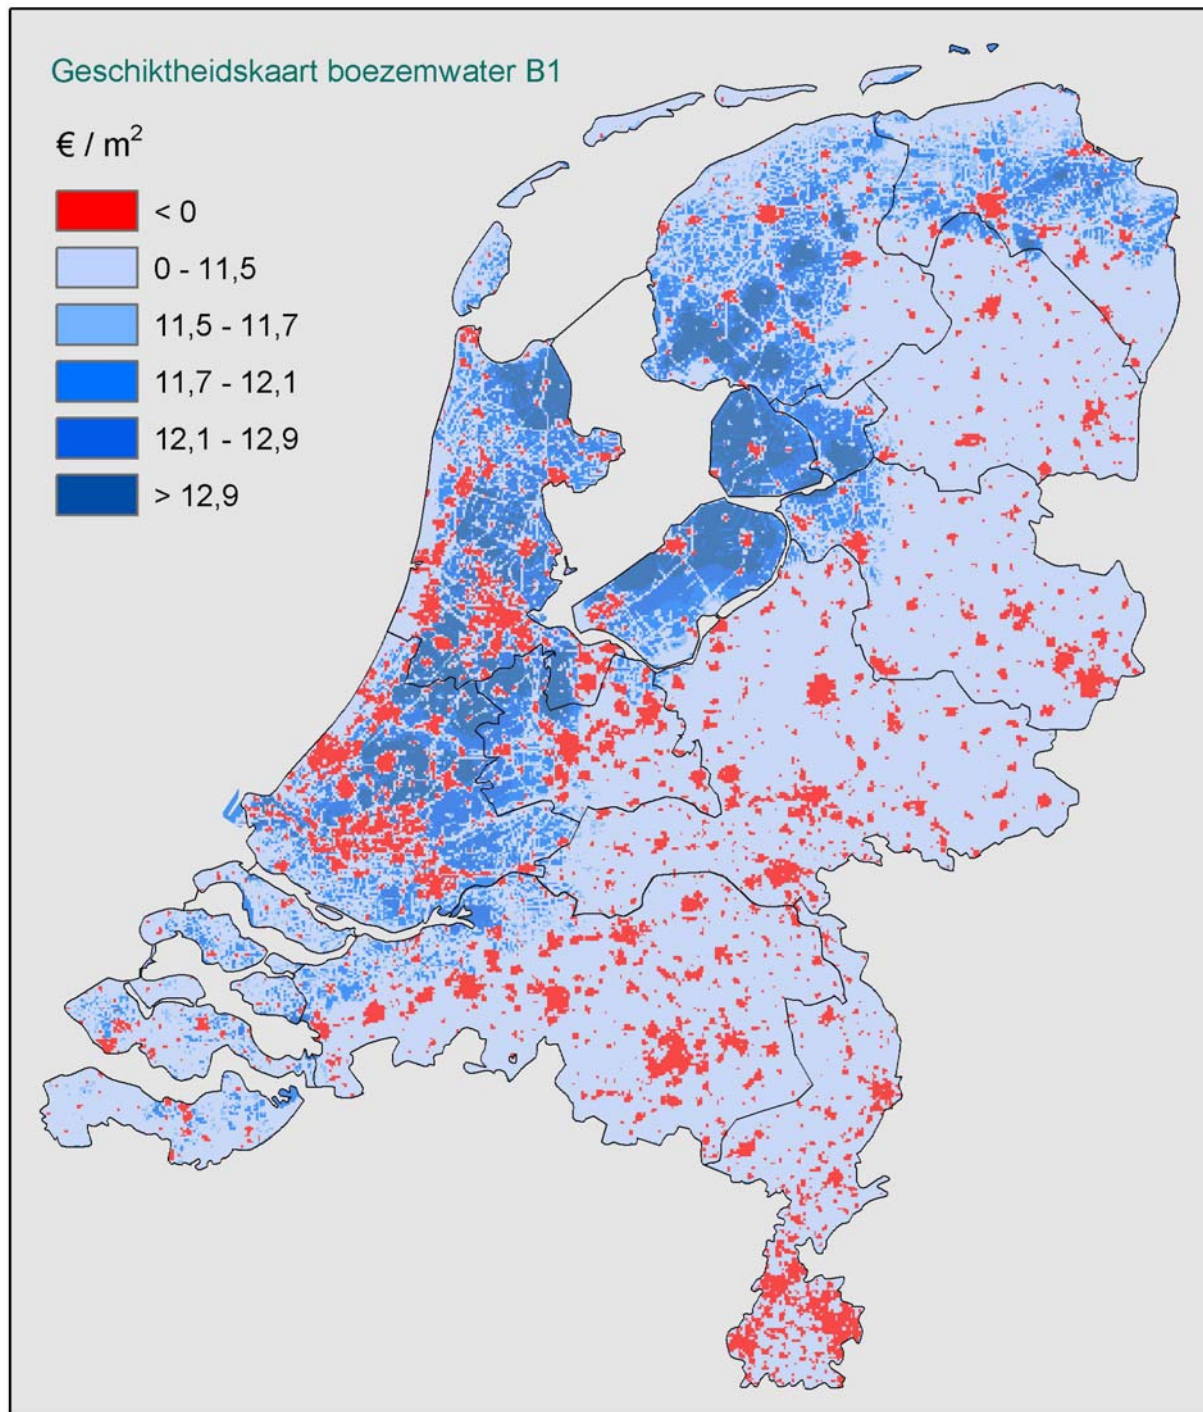 Geschiktheidskaart boezemwater B1
€ / m²
< 0
0 - 11,5
11,5 - 11,7
11,7 - 12,1
12,1 - 12,9
> 12,9